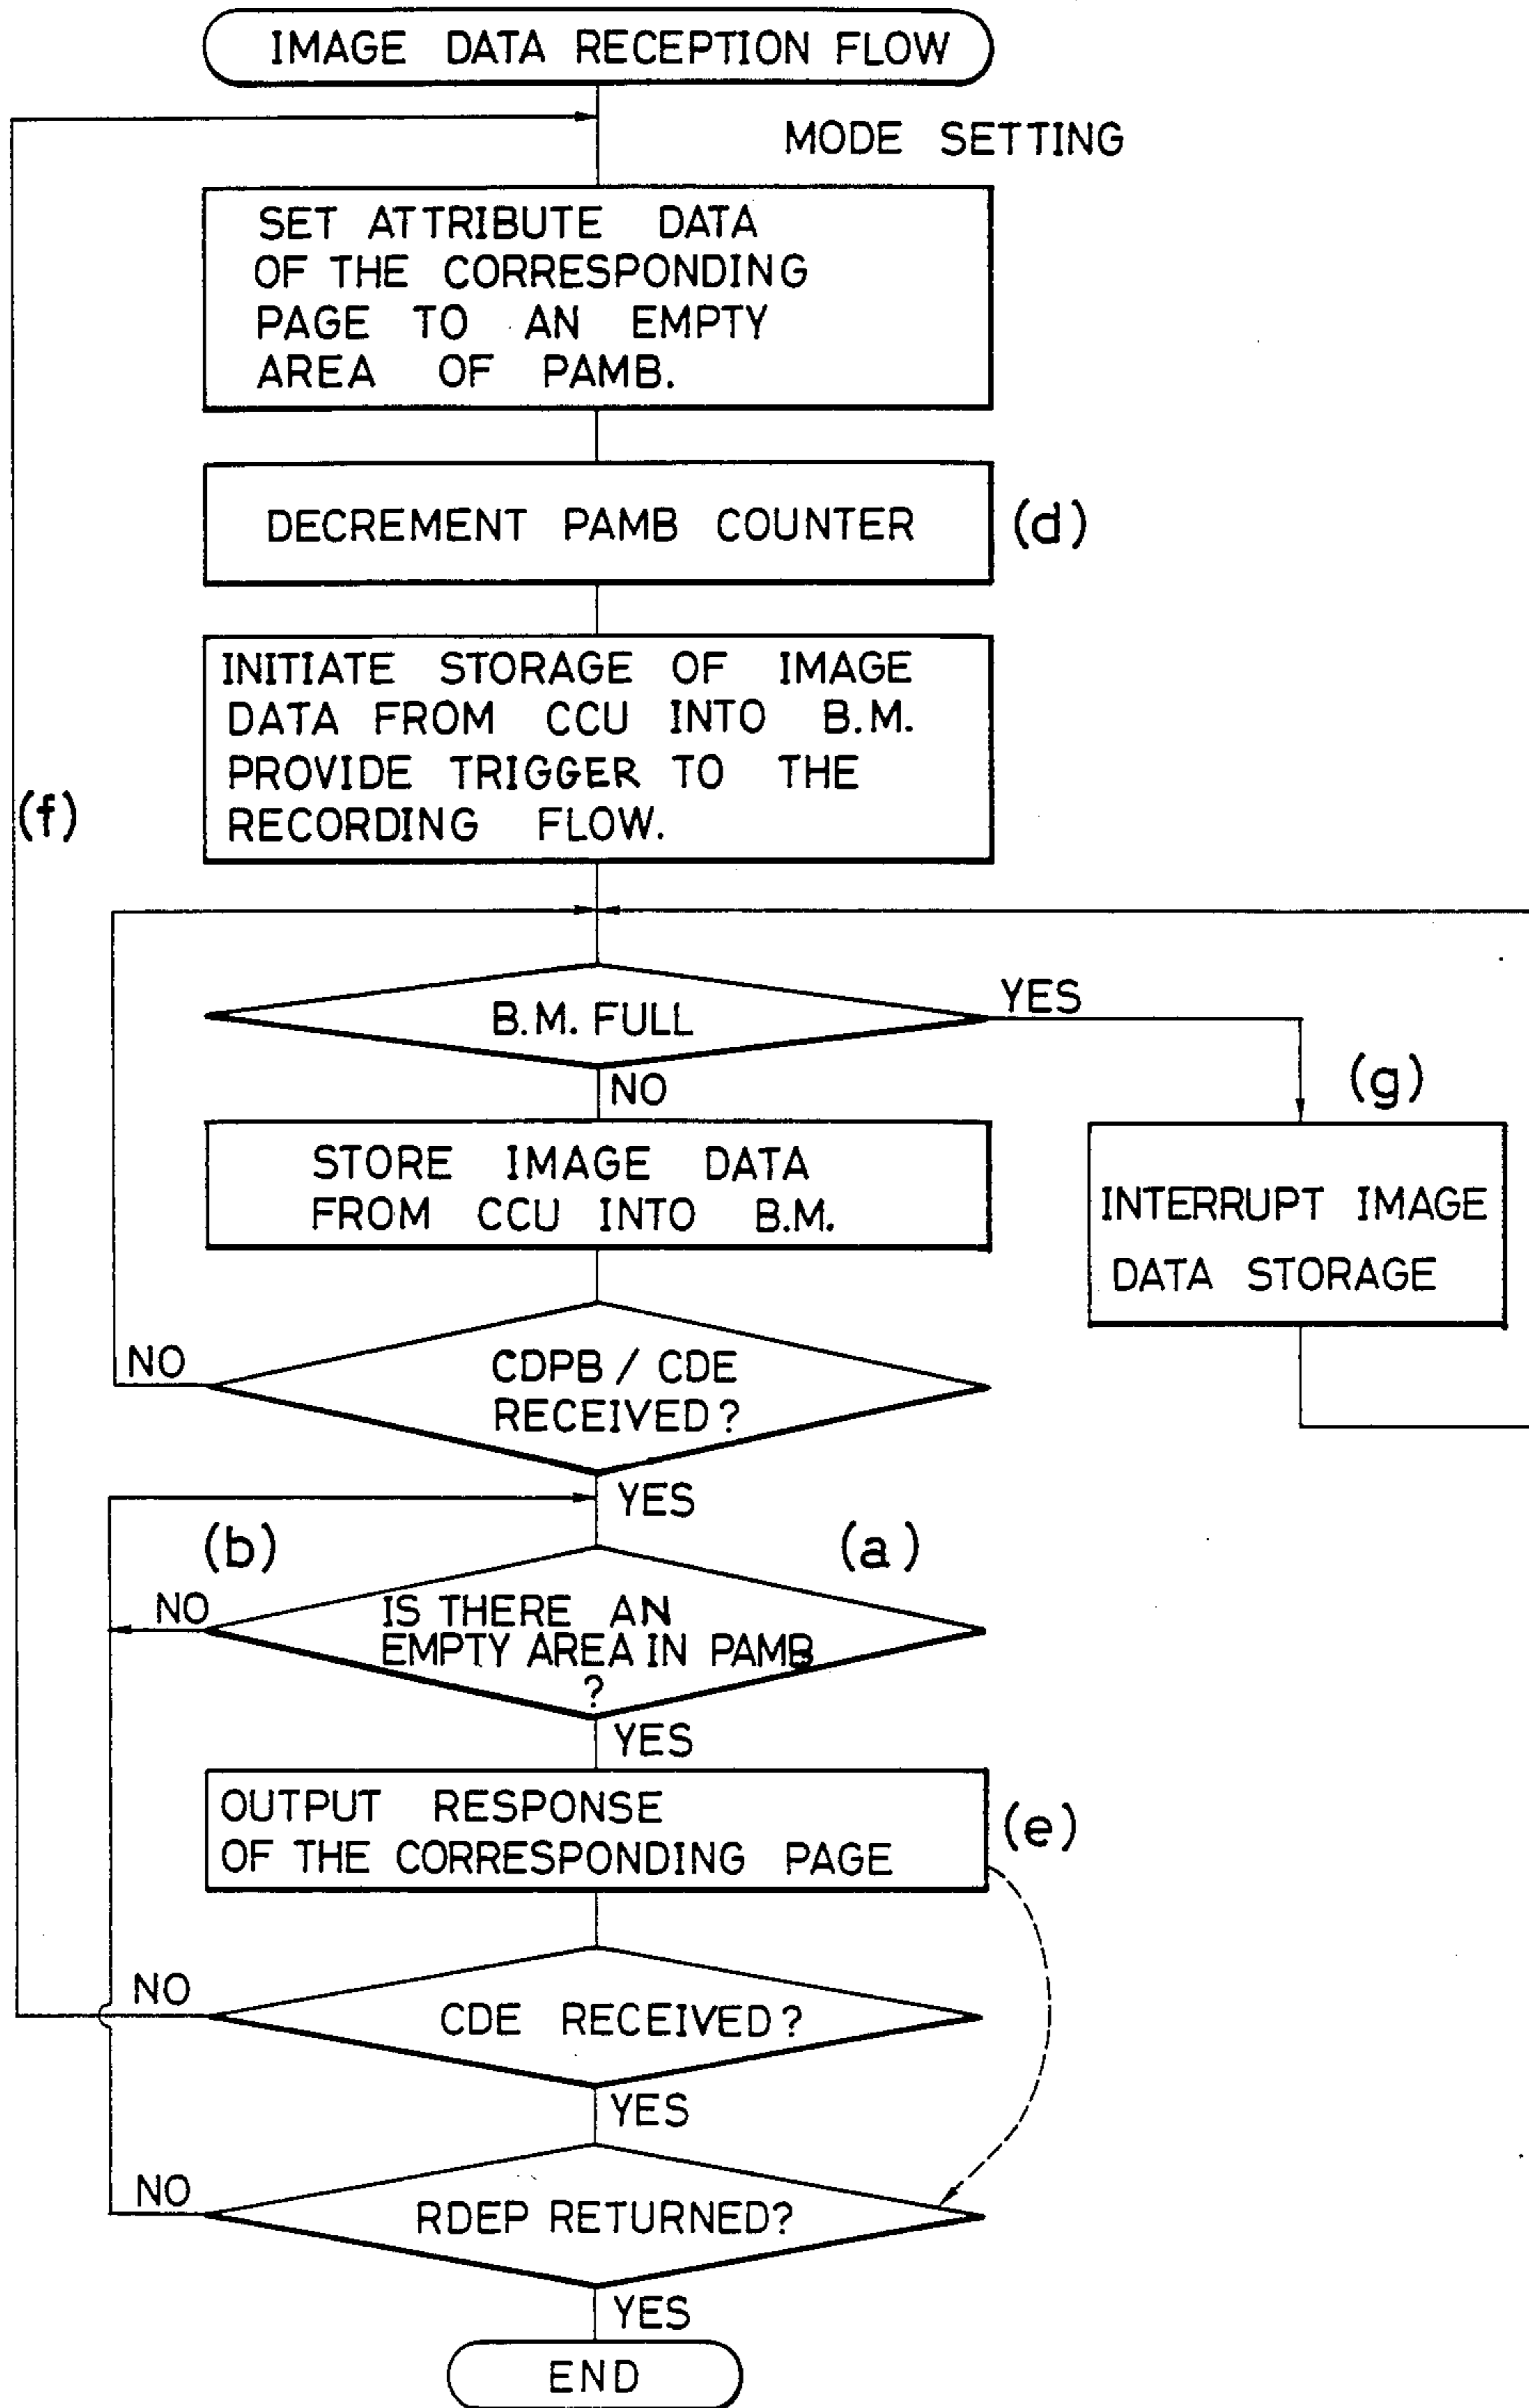 IMAGE DATA RECEPTION FLOW
MODE SETTING
SET ATTRIBUTE DATA
OF THE CORRESPONDING
PAGE TO AN EMPTY
AREA OF PAMB.
DECREMENT PAMB COUNTER
(d)
INITIATE STORAGE OF IMAGE
DATA FROM CCU INTO B.M.
PROVIDE TRIGGER TO THE
RECORDING FLOW.
(f)
B.M. FULL
YES
NO
(g)
STORE IMAGE DATA
FROM CCU INTO B.M.
INTERRUPT IMAGE
DATA STORAGE
CDPB / CDE
RECEIVED?
NO
YES
(b)
(a)
NO
IS THERE AN
EMPTY AREA IN PAMB
?
YES
OUTPUT RESPONSE
OF THE CORRESPONDING PAGE
(e)
NO
CDE RECEIVED?
YES
NO
RDEP RETURNED?
YES
END